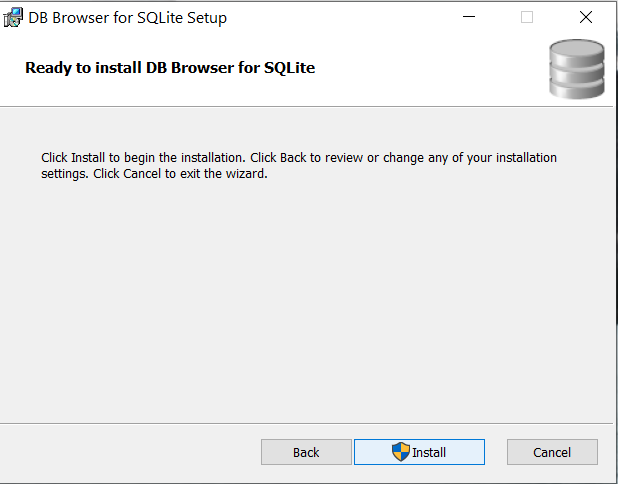 DB Browser for SQLite Setup
Ready to install DB Browser for SQLite
Click Install to begin the installation. Click Back to review or change any of your installation
settings. Click Cancel to exit the wizard.
Back
Install
Cancel